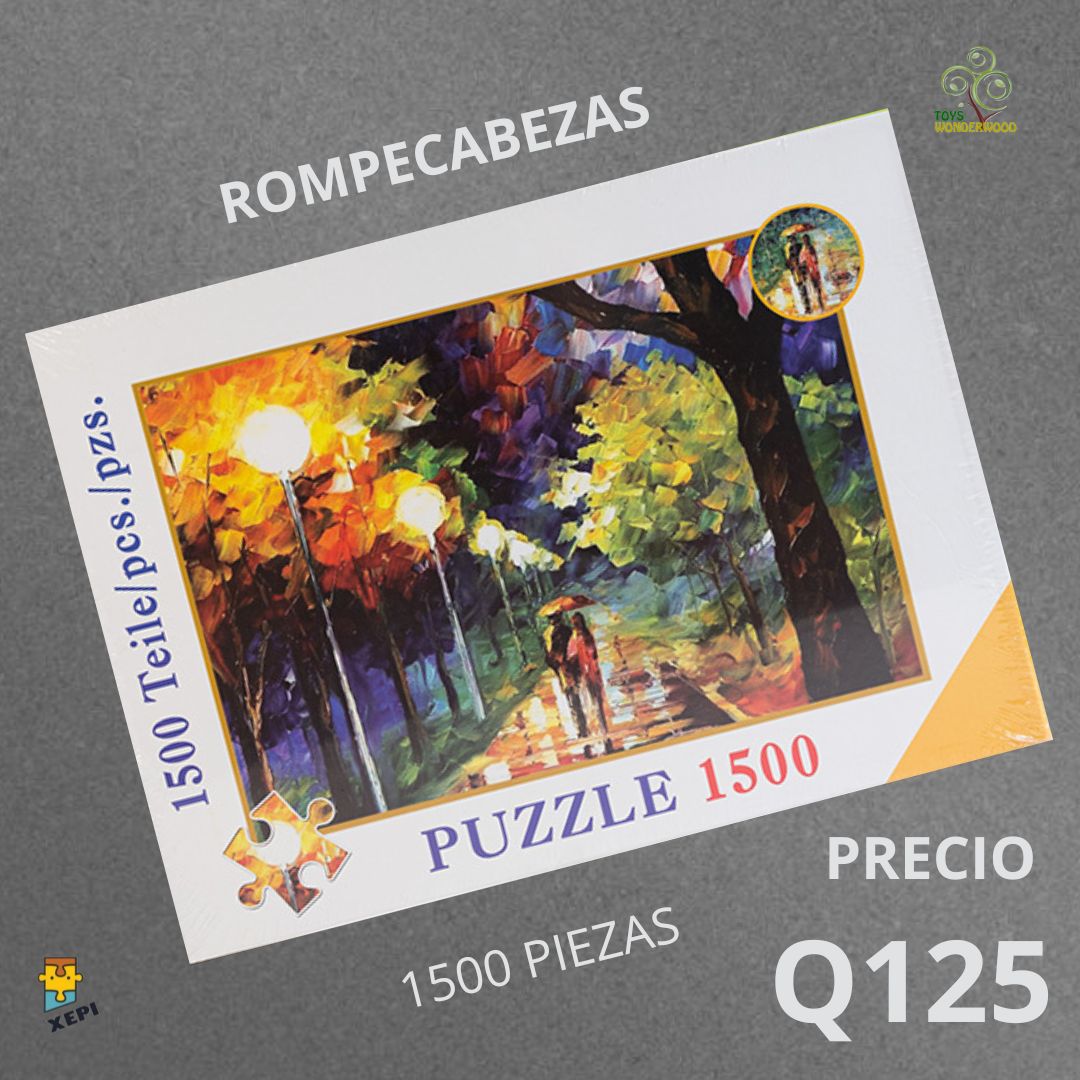 TOYS
WONDERWOOD
ROMPECABEZAS
1500 Teile/pcs./pzs.
PUZZLE 1500
1500 PIEZAS
PRECIO
Q125
XEPI